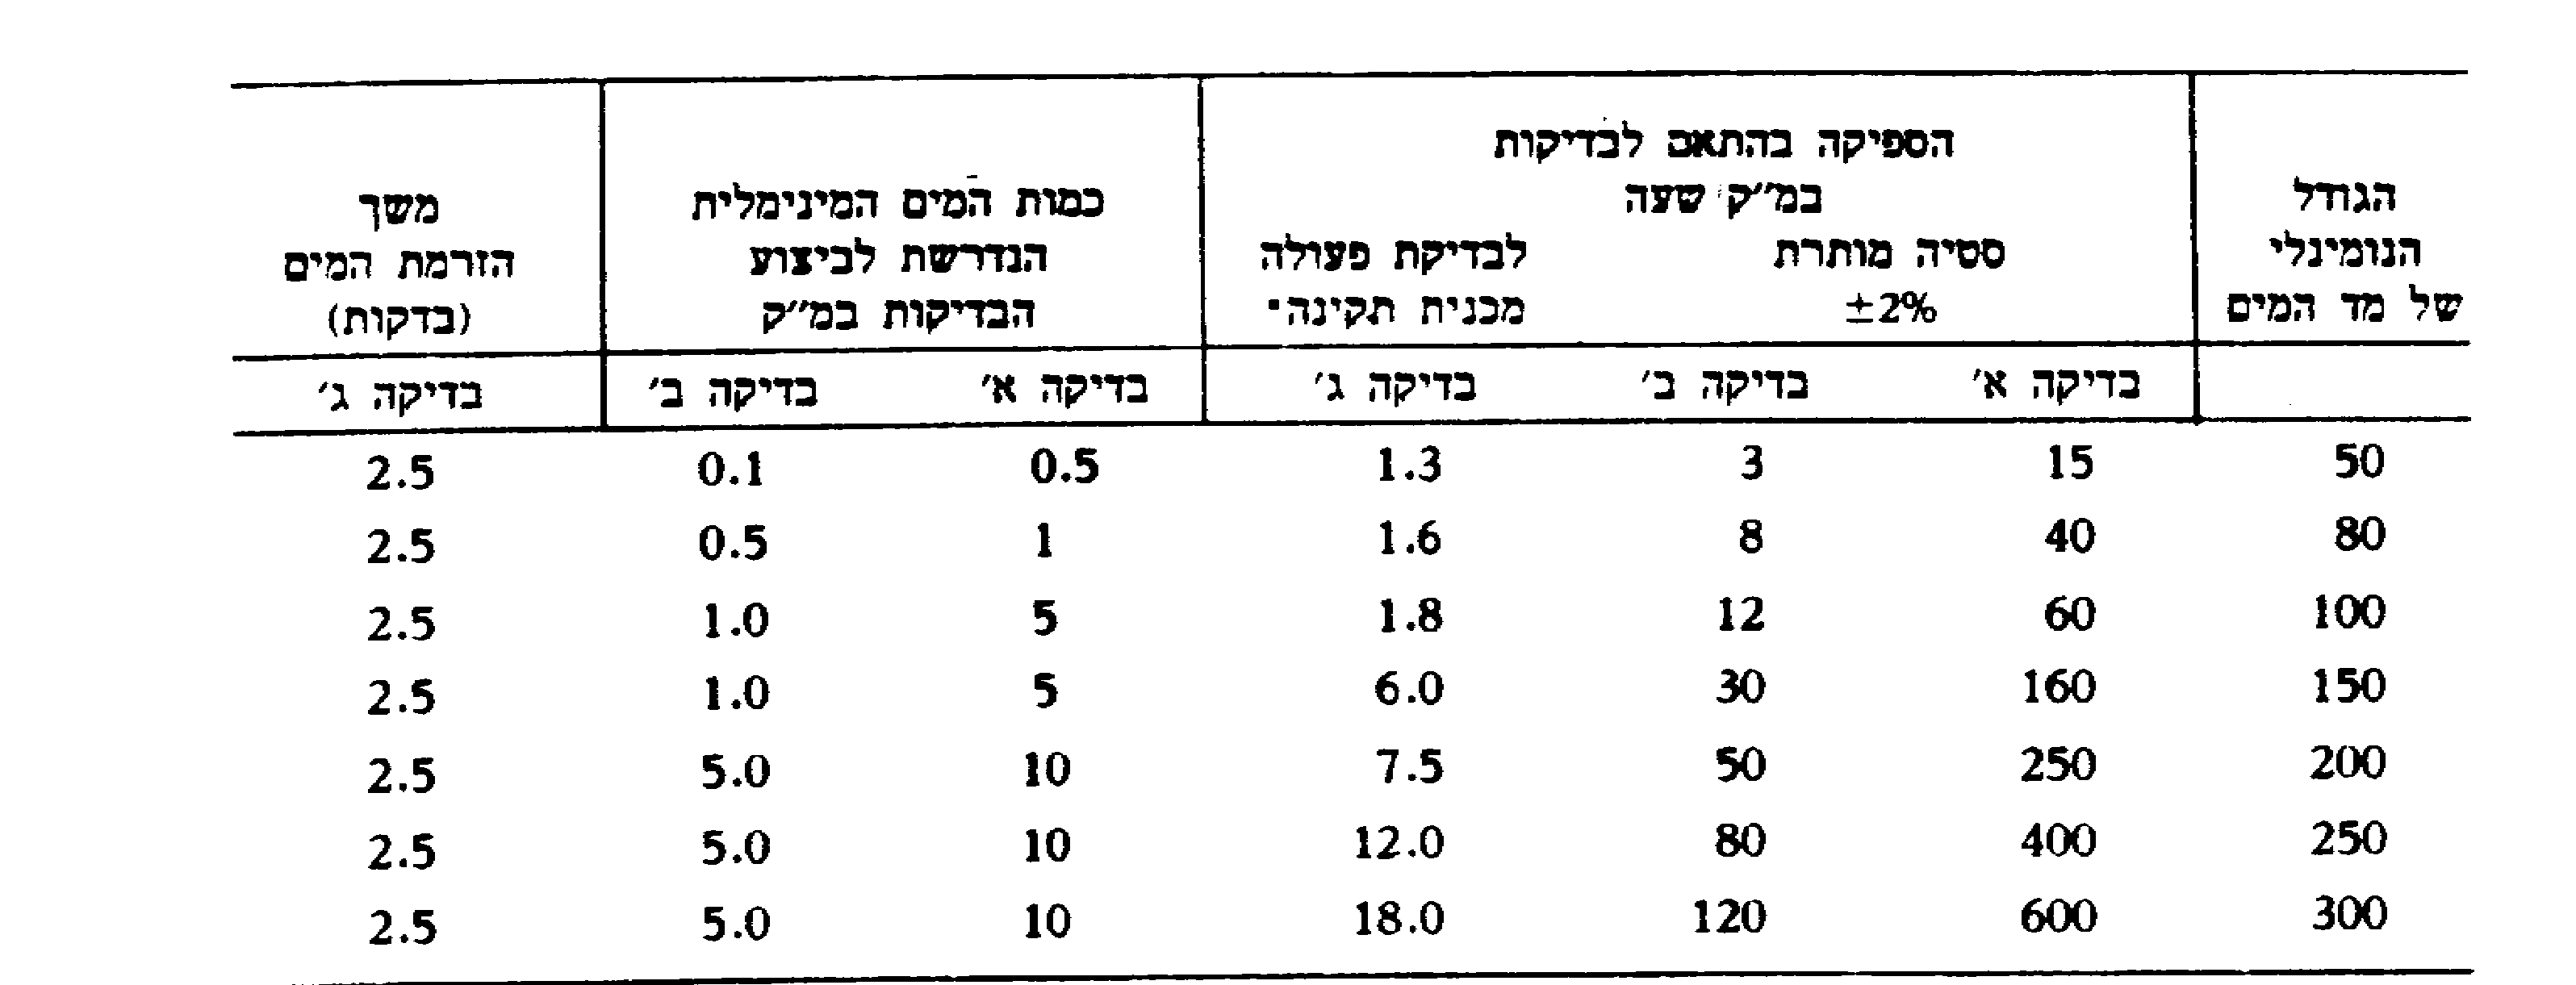 הספיקה בהתאם לבדיקות
במ״ק שעה
הגודל הנומינלי של מד המים
סטיה מותרת ±2%
לבדיקת פעולה מכנית תקינה
כמות המים המינימלית
הנדרשת לביצוע
הבדיקות במ״ק
משך
הזרמת המים
(בדקות)
בדיקה א׳ בדיקה ב׳ בדיקה ג׳ בדיקה א׳ בדיקה ב׳ בדיקה ג׳
50 15 3 1.3 0.5 0.1 2.5
80 40 8 1.6 1 0.5 2.5
100 60 12 1.8 5 1.0 2.5
150 160 30 6.0 5 1.0 2.5
200 250 50 7.5 10 5.0 2.5
250 400 80 12.0 10 5.0 2.5
300 600 120 18.0 10 5.0 2.5